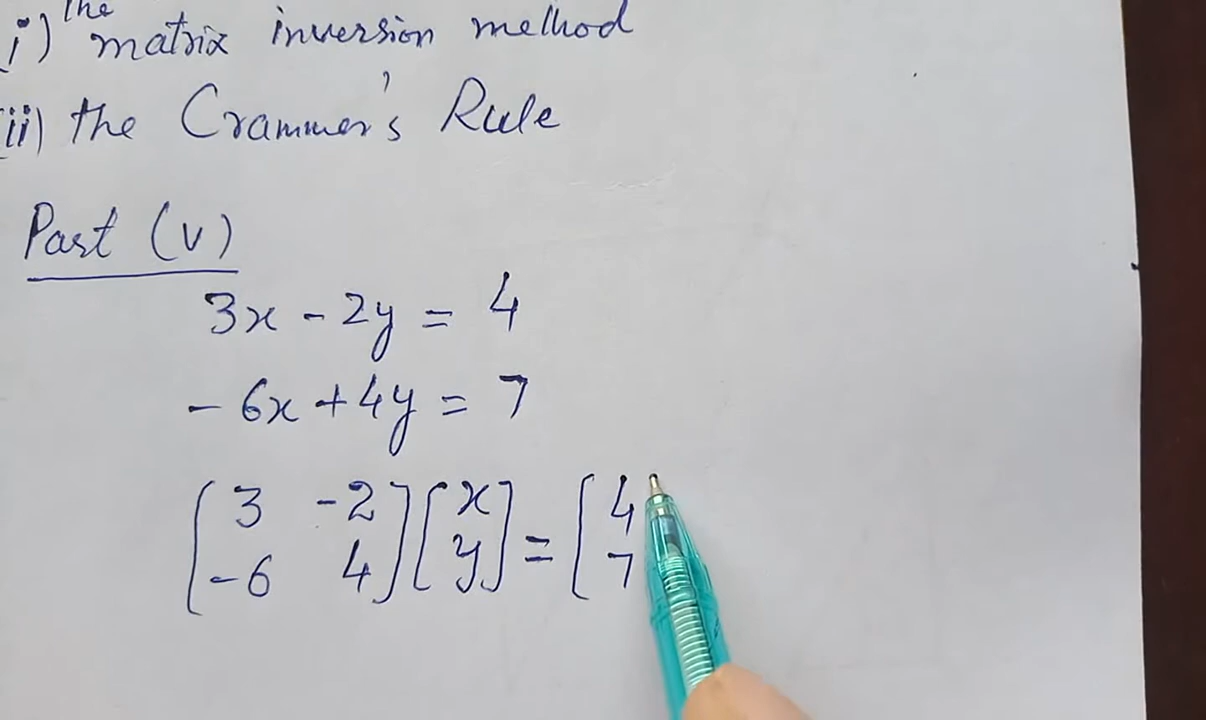 (i) the matrix inversion method
(ii) the Crammer's Rule
Part (v)
3x - 2y = 4
- 6x + 4y = 7
[3 -2] [x] = [4
[-6 4] [y] [7